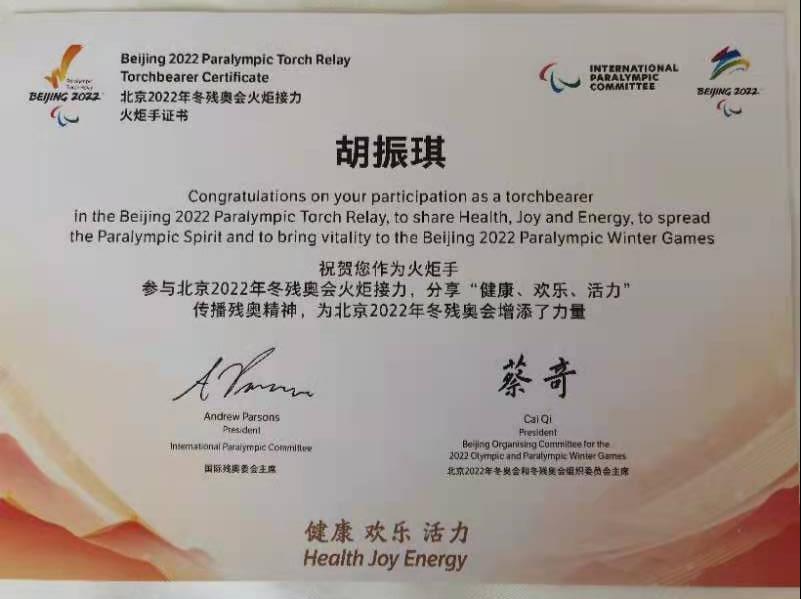 Beijing 2022 Paralympic Torch Relay
Torchbearer Certificate
北京2022年冬残奥会火炬接力
火炬手证书
Paralympic
Torch Relay
BEIJING 2022
INTERNATIONAL
PARALYMPIC
COMMITTEE
BEIJING 2022
胡振琪
Congratulations on your participation as a torchbearer
in the Beijing 2022 Paralympic Torch Relay, to share Health, Joy and Energy, to spread
the Paralympic Spirit and to bring vitality to the Beijing 2022 Paralympic Winter Games
祝贺您作为火炬手
参与北京2022年冬残奥会火炬接力，分享“健康、欢乐、活力”
传播残奥精神，为北京2022年冬残奥会增添了力量
A Parsons
Andrew Parsons
President
International Paralympic Committee
国际残奥委会主席
蔡奇
Cai Qi
President
Beijing Organising Committee for the
2022 Olympic and Paralympic Winter Games
北京2022年冬奥会和冬残奥会组织委员会主席
健康 欢乐 活力
Health Joy Energy